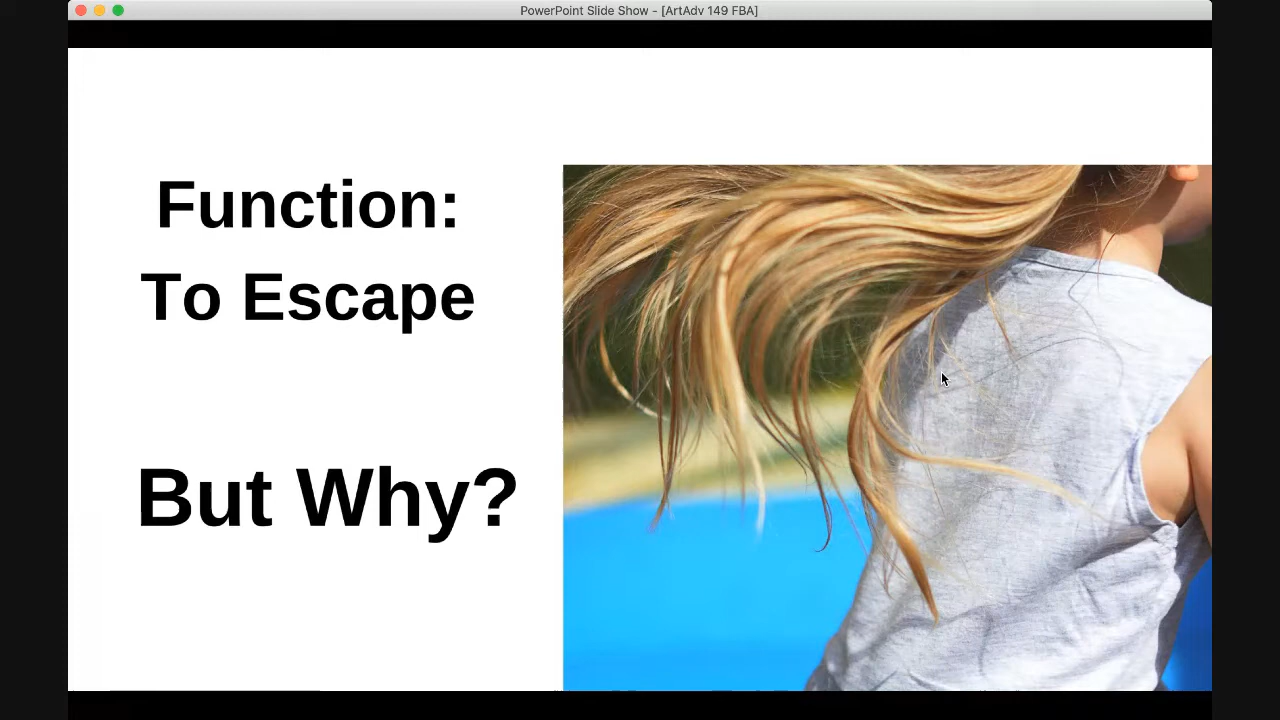 PowerPoint Slide Show - [ArtAdv 149 FBA]
Function:
To Escape
But Why?